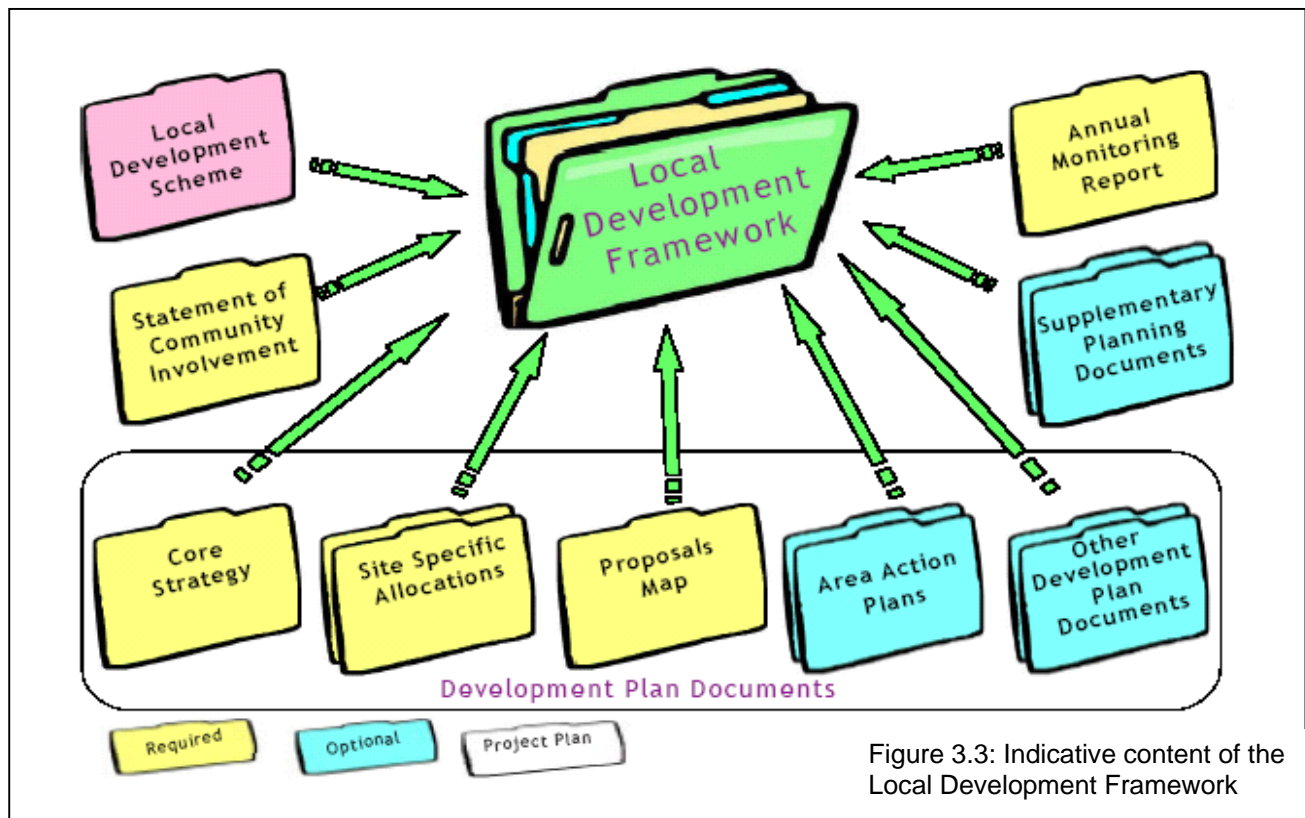 Local
Development
Scheme
Local
Development
Framework
Annual
Monitoring
Report
Statement of
Community
Involvement
Supplementary
Planning
Documents
Core
Strategy
Site Specific
Allocations
Proposals
Map
Area Action
Plans
Other
Development
Plan
Documents
Development Plan Documents
Required
Optional
Project Plan
Figure 3.3: Indicative content of the
Local Development Framework